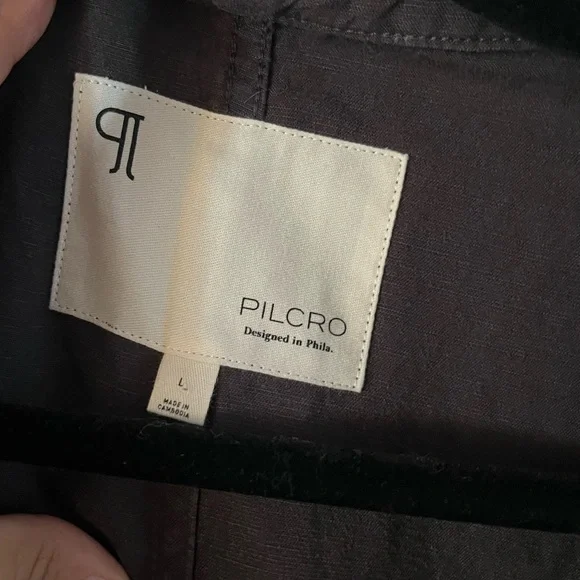 PILCRO
Designed in Phila.
L
MADE IN
CAMBODIA